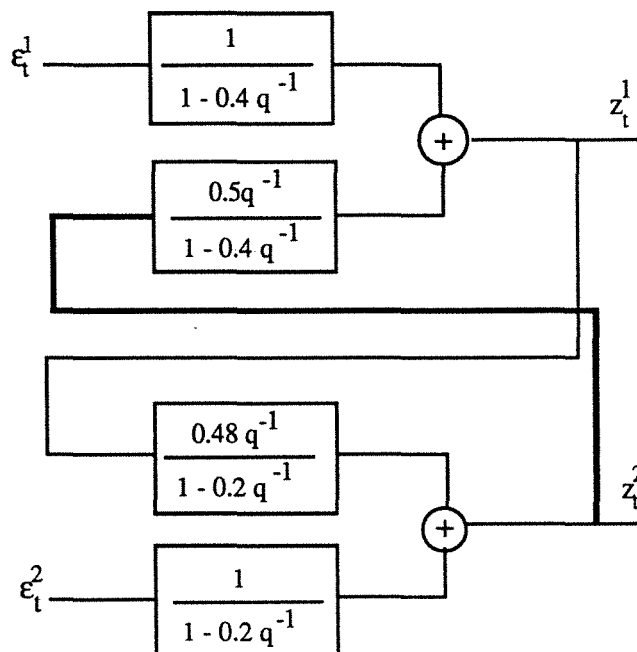 ε_t^1
1
1 - 0.4 q^-1
+
z_t^1
0.5q^-1
1 - 0.4 q^-1
0.48 q^-1
1 - 0.2 q^-1
+
z_t^2
ε_t^2
1
1 - 0.2 q^-1